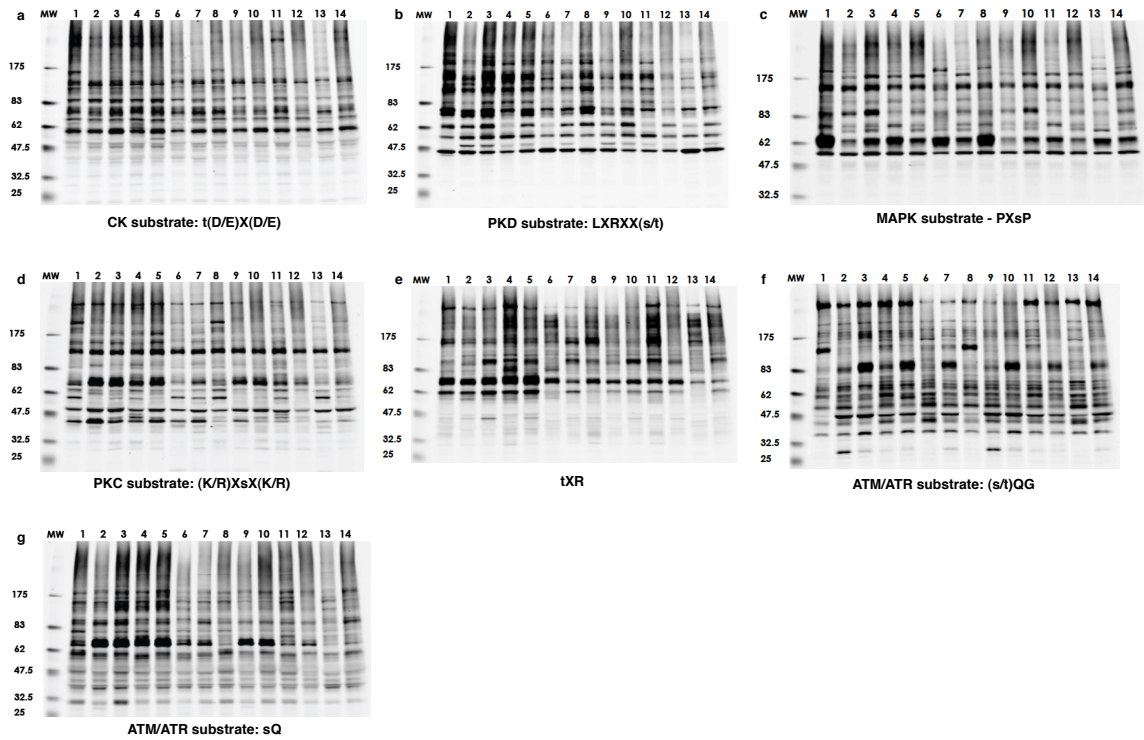 a
MW 1 2 3 4 5 6 7 8 9 10 11 12 13 14
175
83
62
47.5
32.5
25
CK substrate: t(D/E)X(D/E)
b
MW 1 2 3 4 5 6 7 8 9 10 11 12 13 14
175
83
62
47.5
32.5
25
PKD substrate: LXRXX(s/t)
c
MW 1 2 3 4 5 6 7 8 9 10 11 12 13 14
175
83
62
47.5
32.5
MAPK substrate - PXsP
d
MW 1 2 3 4 5 6 7 8 9 10 11 12 13 14
175
83
62
47.5
32.5
25
PKC substrate: (K/R)XsX(K/R)
e
MW 1 2 3 4 5 6 7 8 9 10 11 12 13 14
175
83
62
47.5
32.5
25
tXR
f
MW 1 2 3 4 5 6 7 8 9 10 11 12 13 14
175
83
62
47.5
32.5
25
ATM/ATR substrate: (s/t)QG
g
MW 1 2 3 4 5 6 7 8 9 10 11 12 13 14
175
83
62
47.5
32.5
25
ATM/ATR substrate: sQ